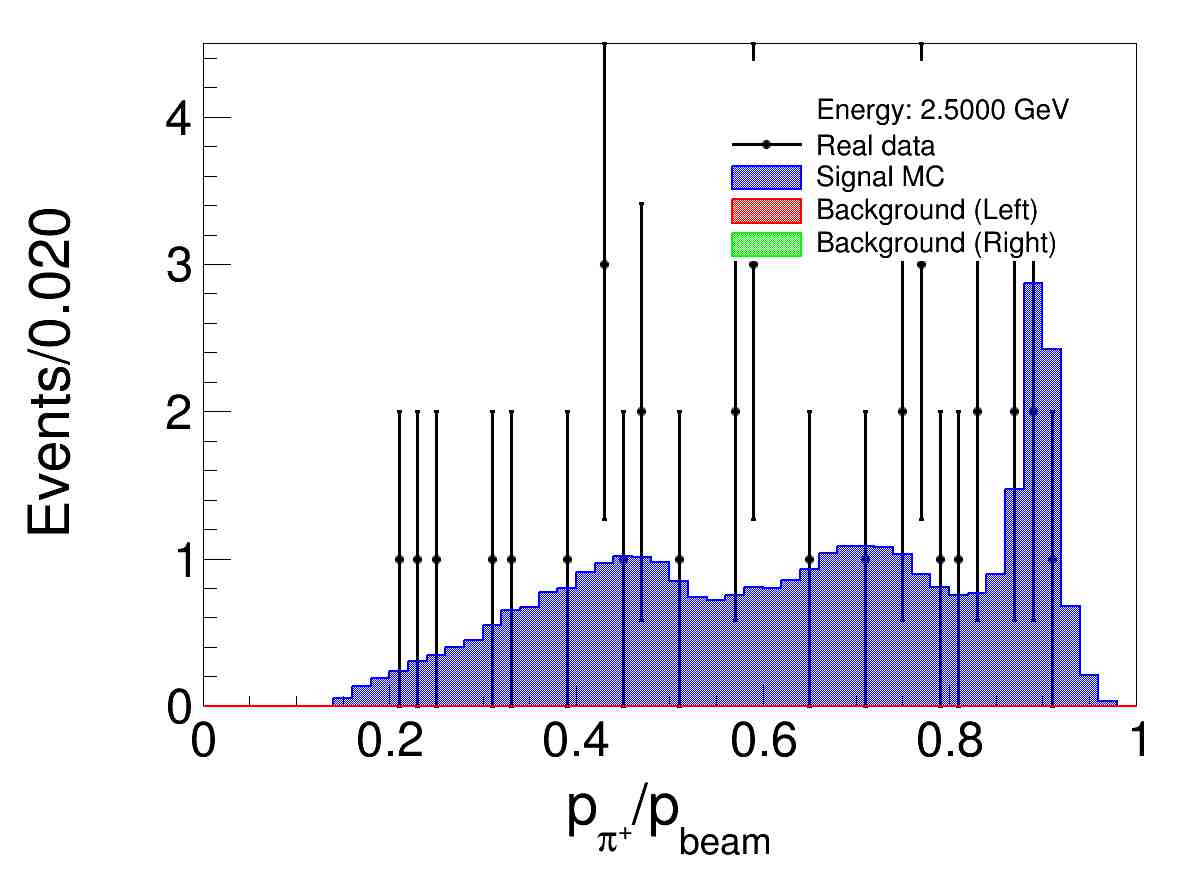 Energy: 2.5000 GeV
Real data
Signal MC
Background (Left)
Background (Right)
Events/0.020
4
3
2
1
0
0 0.2 0.4 0.6 0.8 1
pπ+/pbeam